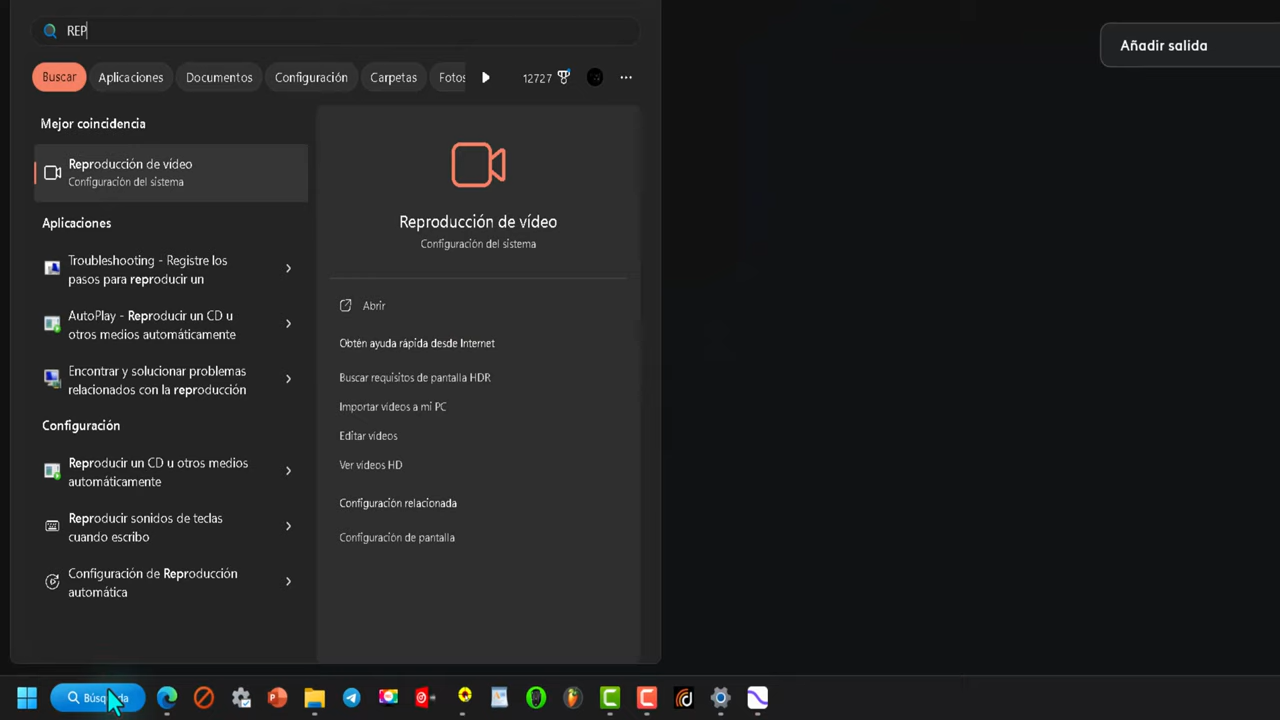 REP
Añadir salida
Buscar
Aplicaciones
Documentos
Configuración
Carpetas
Fotos
12727
Mejor coincidencia
Reproducción de vídeo
Configuración del sistema
Aplicaciones
Troubleshooting - Registre los
pasos para reproducir un
AutoPlay - Reproducir un CD u
otros medios automáticamente
Encontrar y solucionar problemas
relacionados con la reproducción
Configuración
Reproducir un CD u otros medios
automáticamente
Reproducir sonidos de teclas
cuando escribo
Configuración de Reproducción
automática
Reproducción de vídeo
Configuración del sistema
Abrir
Obtén ayuda rápida desde Internet
Buscar requisitos de pantalla HDR
Importar vídeos a mi PC
Editar vídeos
Ver vídeos HD
Configuración relacionada
Configuración de pantalla